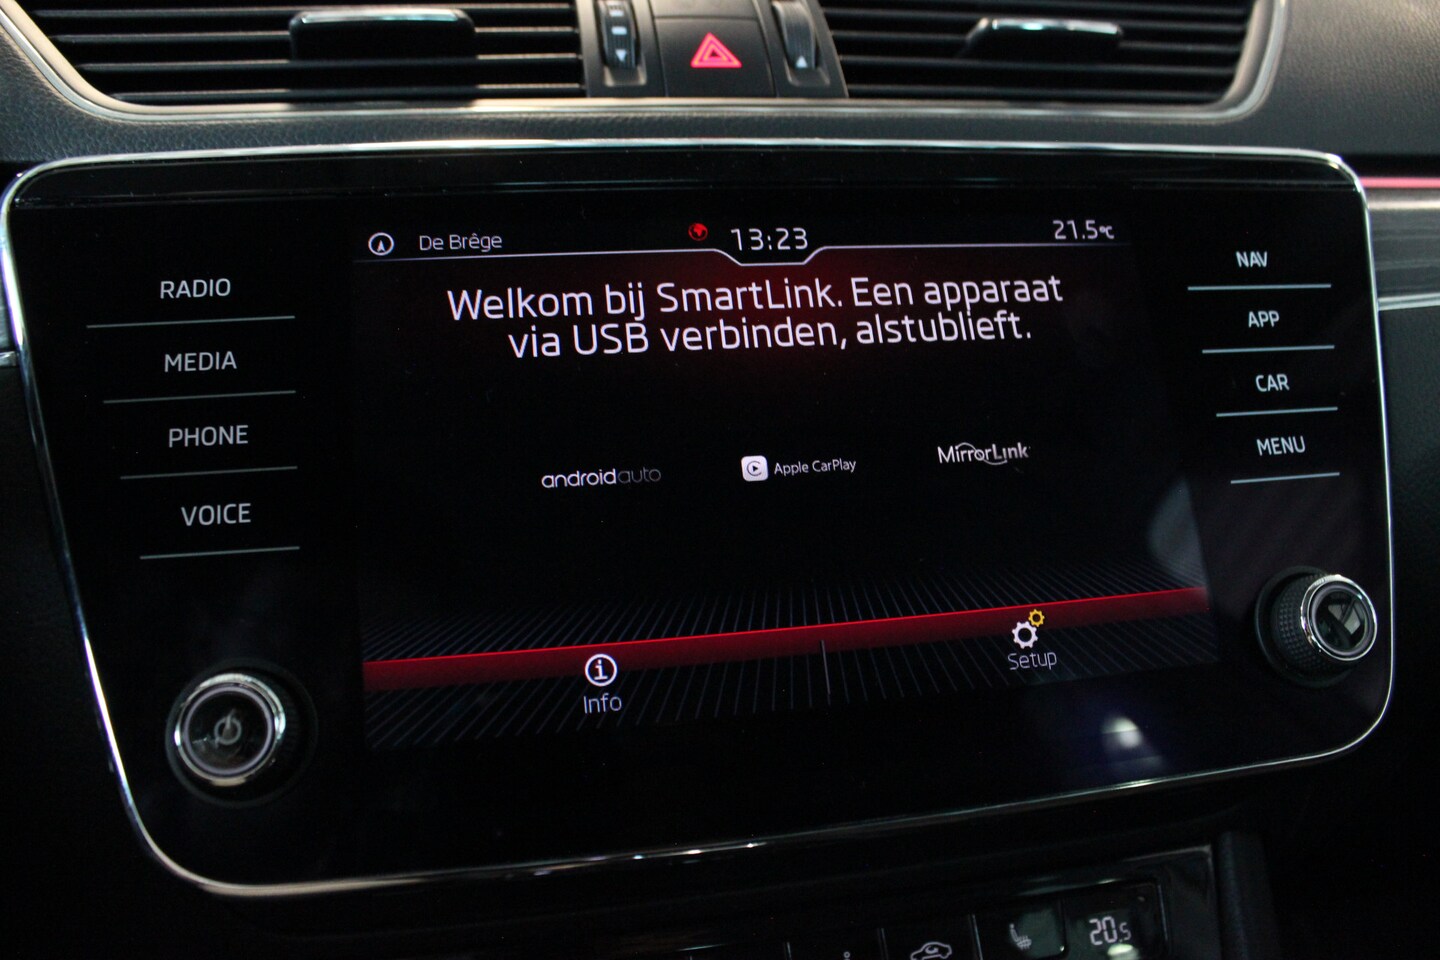 De Brêge
13:23
21.5°C
RADIO
MEDIA
PHONE
VOICE
Welkom bij SmartLink. Een apparaat
via USB verbinden, alstublieft.
androidauto
Apple CarPlay
MirrorLink
NAV
APP
CAR
MENU
Info
Setup
20.5